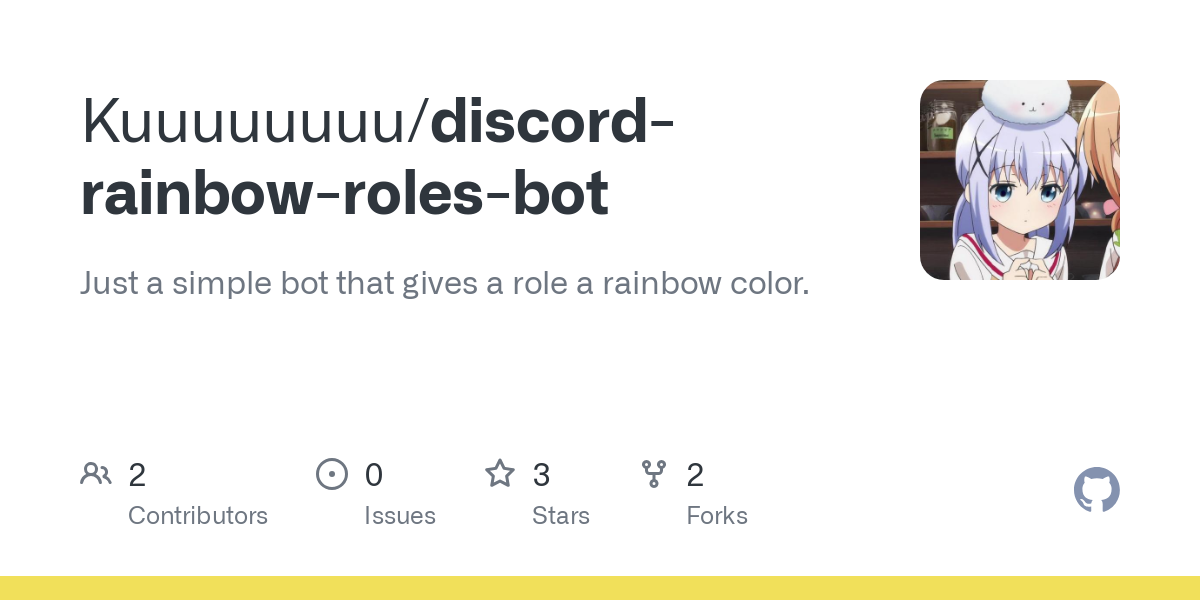 Kuuuuuuuu/discord-
rainbow-roles-bot
Just a simple bot that gives a role a rainbow color.
2
Contributors
0
Issues
3
Stars
2
Forks